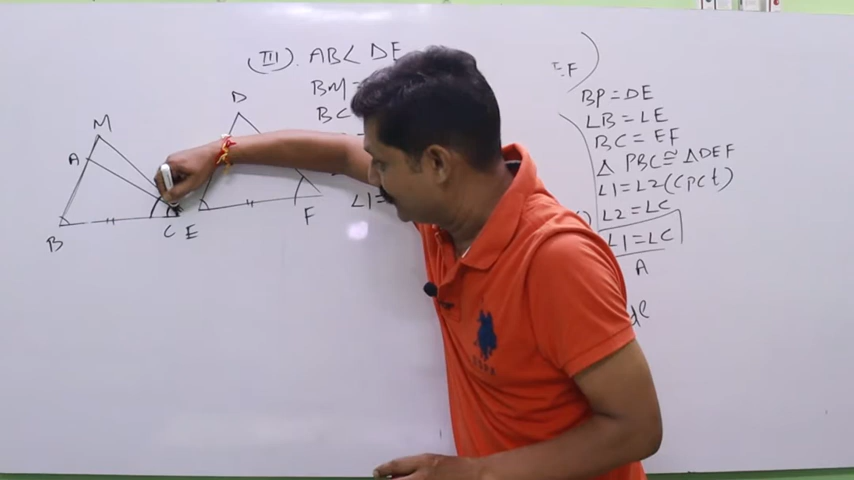 (III). AB < DE
BM =
BC
∠1 =
M
A
B
C
D
E
F
BP = DE
∠B = ∠E
BC = EF
△ PBC ≅ △DEF
∠1 = ∠2 (cpct)
∠2 = ∠C
∠1 = ∠C
A